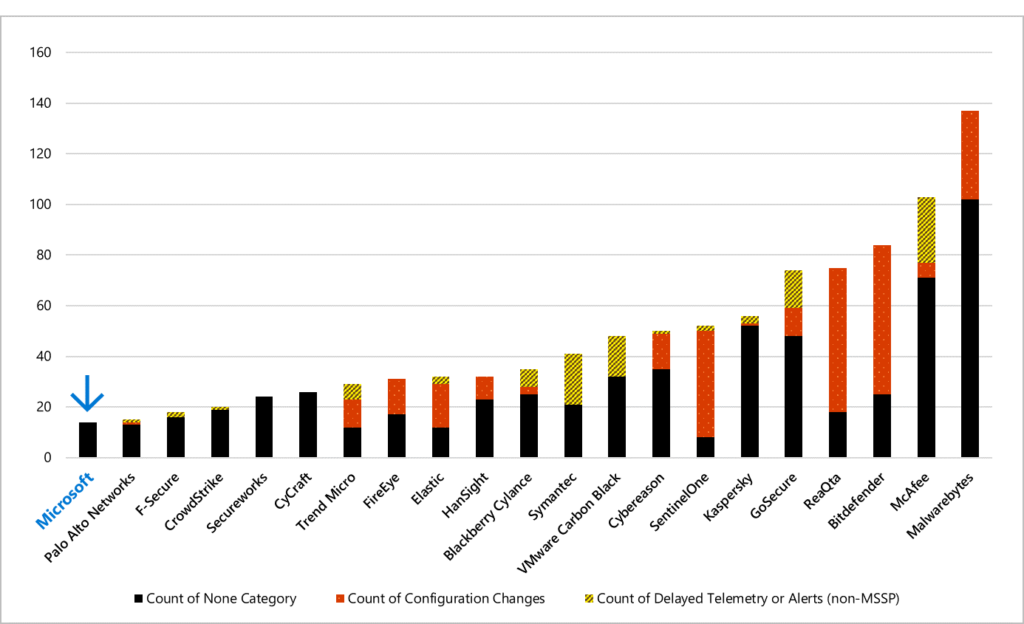 160
140
120
100
80
60
40
20
0
Microsoft
Palo Alto Networks
F-Secure
CrowdStrike
Secureworks
CyCraft
Trend Micro
FireEye
Elastic
HanSight
Blackberry Cylance
Symantec
VMware Carbon Black
Cybereason
SentinelOne
Kaspersky
GoSecure
ReaQta
Bitdefender
McAfee
Malwarebytes
Count of None Category
Count of Configuration Changes
Count of Delayed Telemetry or Alerts (non-MSSP)